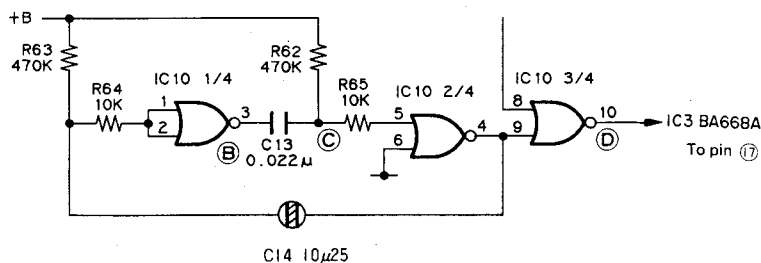 +B
R63
470K
R62
470K
R64
10K
IC10 1/4
1
2
3
Ⓑ
C13
0.022μ
Ⓒ
R65
10K
IC10 2/4
5
6
4
IC10 3/4
8
9
10
Ⓓ
IC3 BA668A
To pin ⑰
C14 10μ25